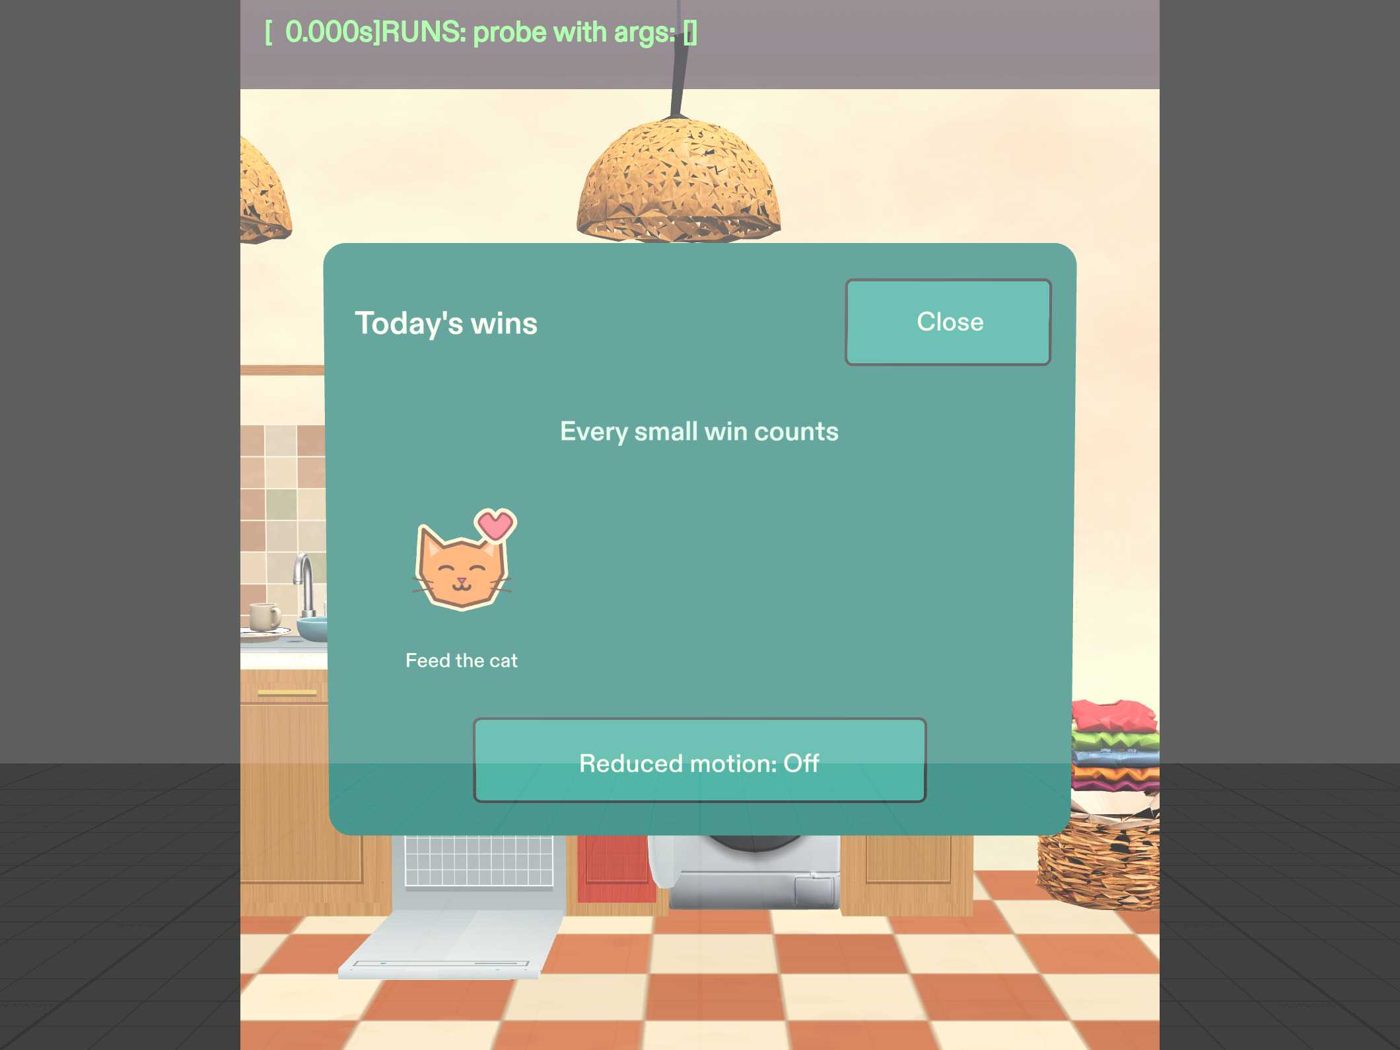 [  0.000s]RUNS: probe with args: []
Today's wins
Close
Every small win counts
Feed the cat
Reduced motion: Off